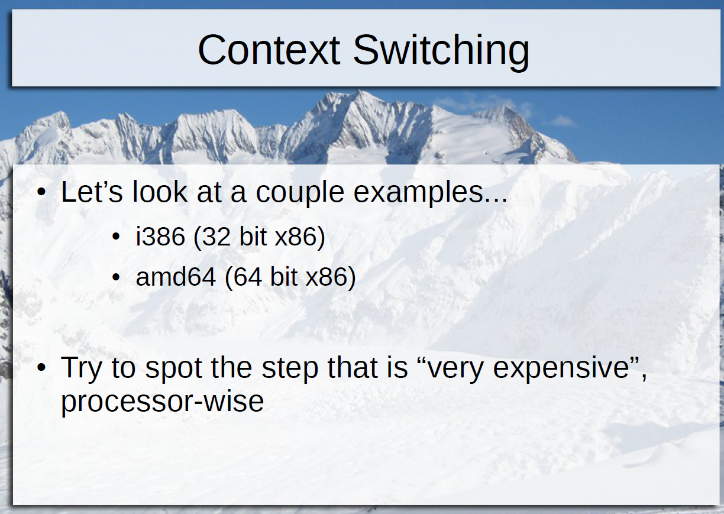 Context Switching
• Let’s look at a couple examples...
• i386 (32 bit x86)
• amd64 (64 bit x86)
• Try to spot the step that is “very expensive”,
processor-wise